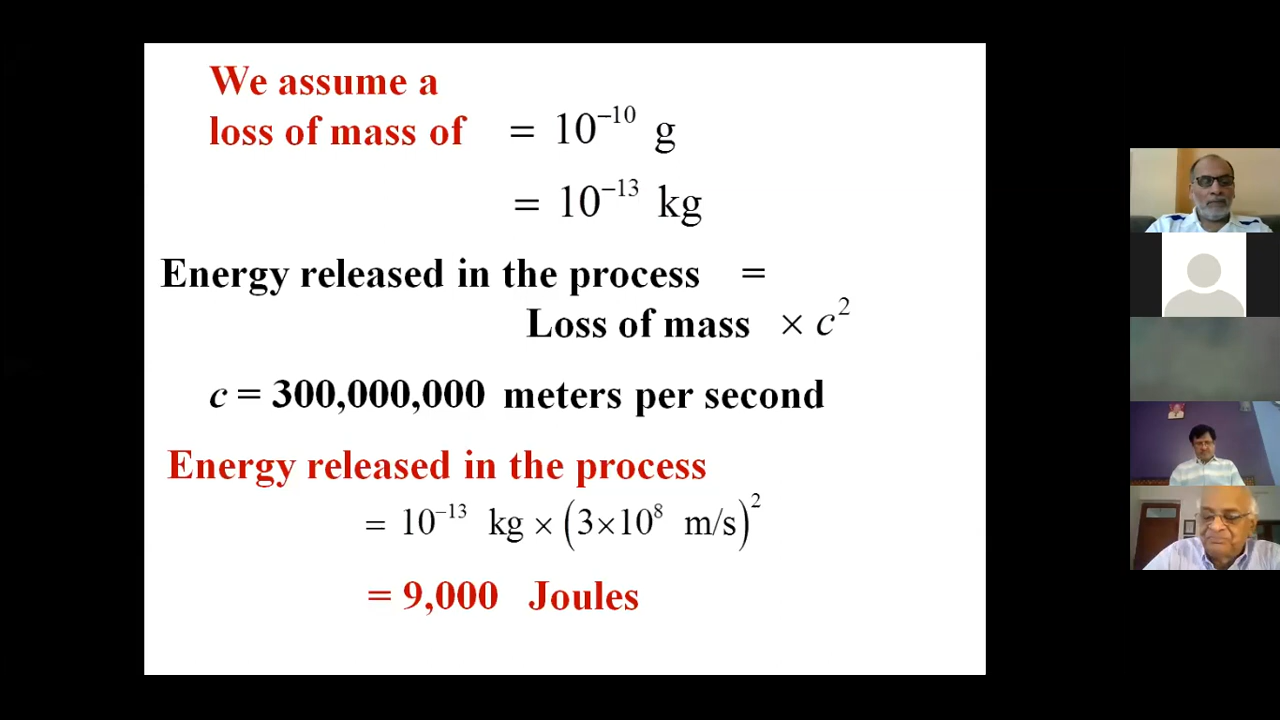 We assume a
loss of mass of = 10⁻¹⁰ g
= 10⁻¹³ kg
Energy released in the process =
Loss of mass × c²
c = 300,000,000 meters per second
Energy released in the process
= 10⁻¹³ kg × (3×10⁸ m/s)²
= 9,000 Joules